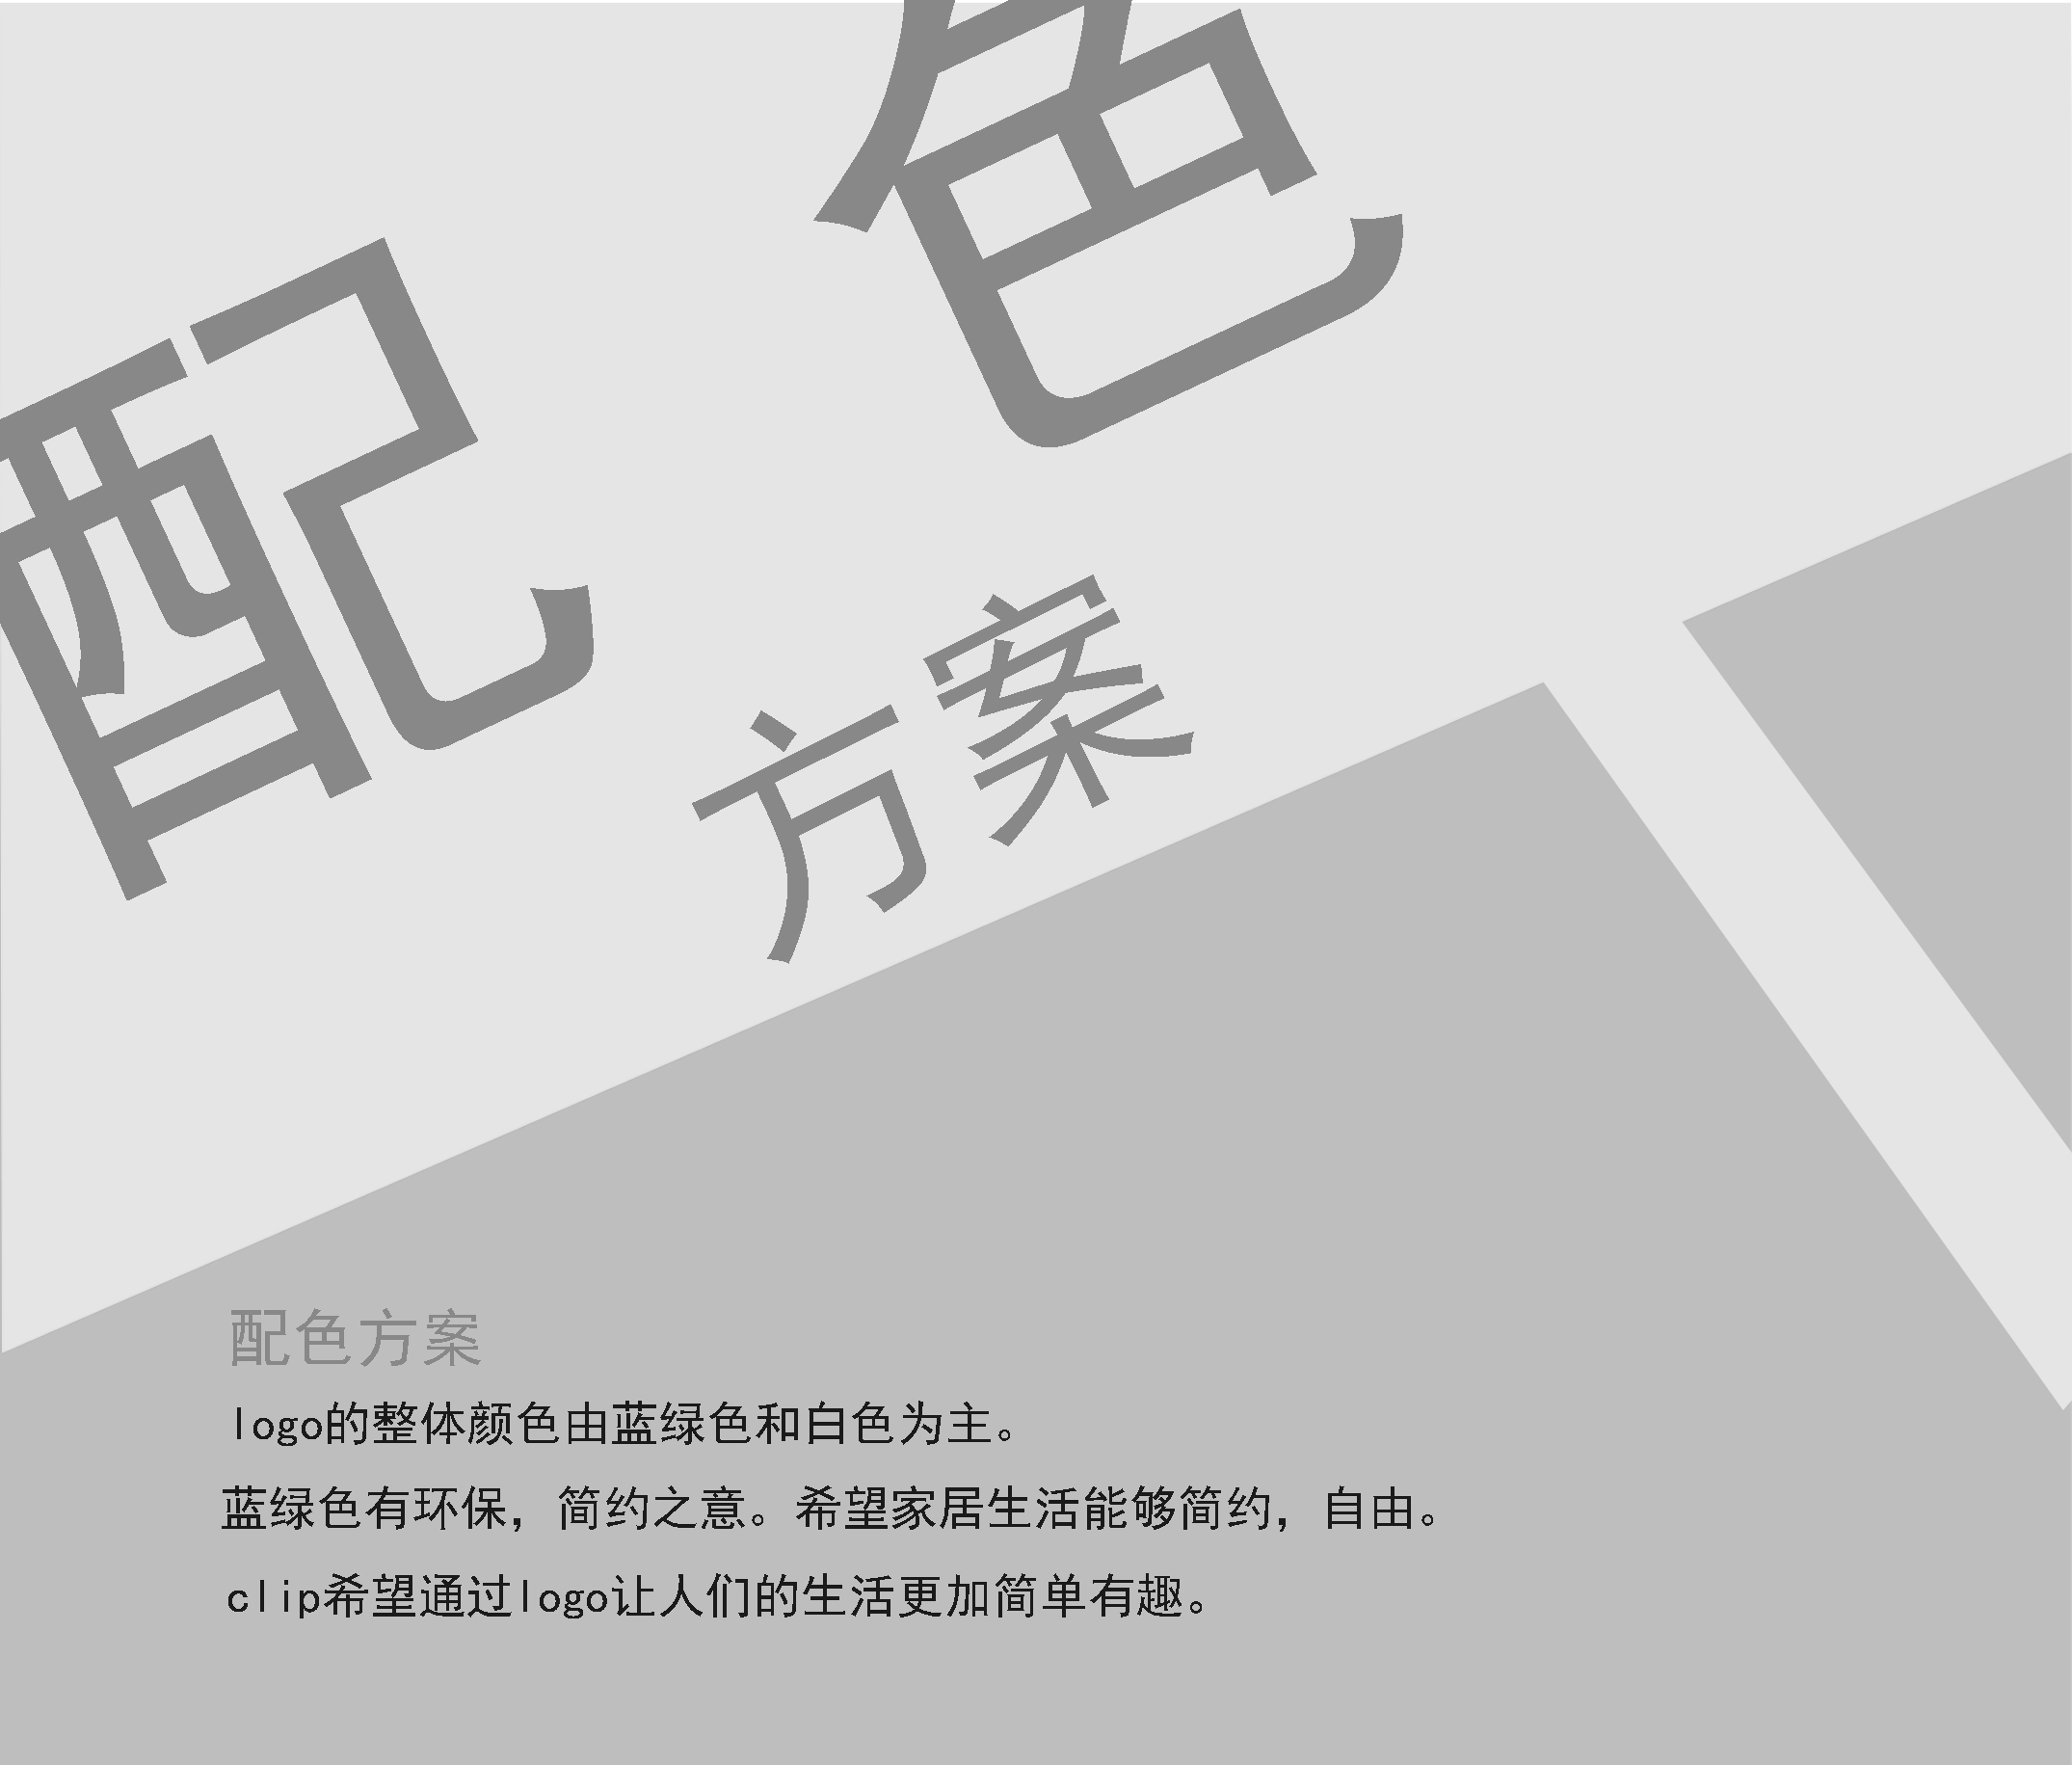 配色
方案
配色方案
logo的整体颜色由蓝绿色和白色为主。
蓝绿色有环保，简约之意。希望家居生活能够简约，自由。
clip希望通过logo让人们的生活更加简单有趣。